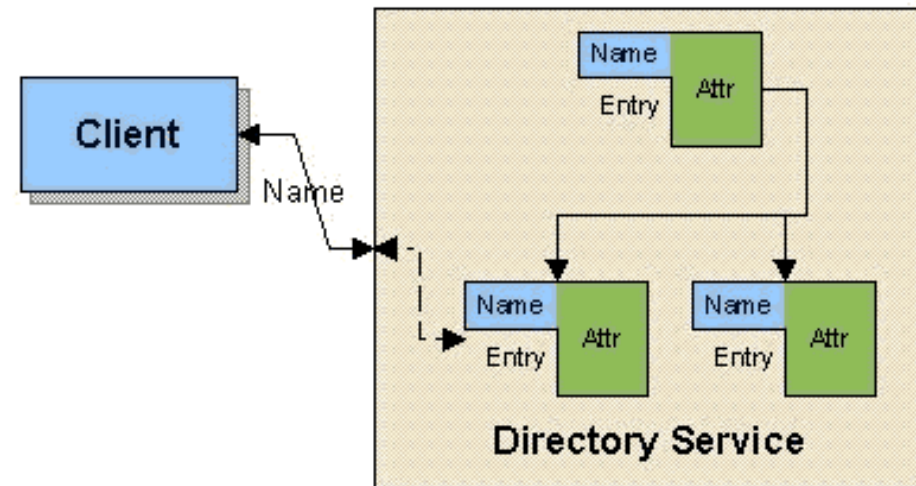 Name
Attr
Entry
Client
Name
Name
Attr
Entry
Name
Attr
Entry
Directory Service